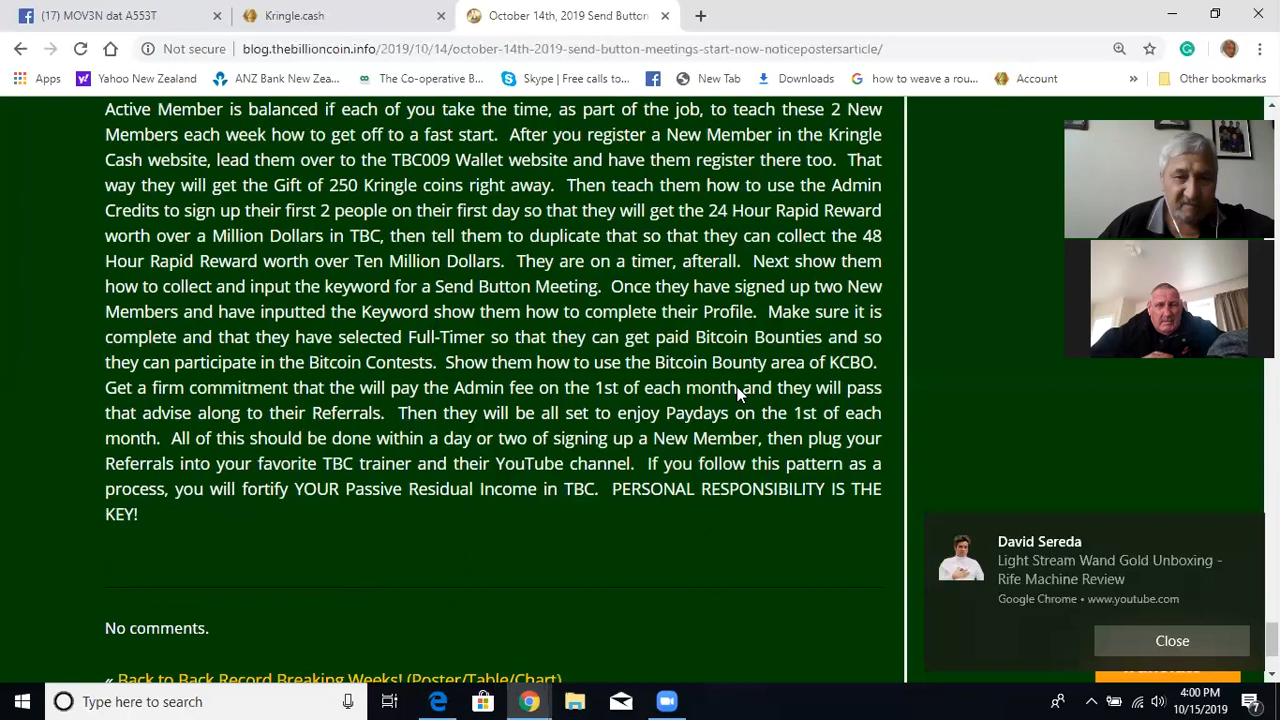 (17) MOV3N dat A553T
Kringle.cash
October 14th, 2019 Send Button
Not secure
blog.thebillioncoin.info/2019/10/14/october-14th-2019-send-button-meetings-start-now-noticepostersarticle/
Apps
Yahoo New Zealand
ANZ Bank New Zea...
The Co-operative B...
Skype | Free calls to...
New Tab
Downloads
how to weave a rou...
Account
»
Other bookmarks
Active Member is balanced if each of you take the time, as part of the job, to teach these 2 New
Members each week how to get off to a fast start. After you register a New Member in the Kringle
Cash website, lead them over to the TBC009 Wallet website and have them register there too. That
way they will get the Gift of 250 Kringle coins right away. Then teach them how to use the Admin
Credits to sign up their first 2 people on their first day so that they will get the 24 Hour Rapid Reward
worth over a Million Dollars in TBC, then tell them to duplicate that so that they can collect the 48
Hour Rapid Reward worth over Ten Million Dollars. They are on a timer, afterall. Next show them
how to collect and input the keyword for a Send Button Meeting. Once they have signed up two New
Members and have inputted the Keyword show them how to complete their Profile. Make sure it is
complete and that they have selected Full-Timer so that they can get paid Bitcoin Bounties and so
they can participate in the Bitcoin Contests. Show them how to use the Bitcoin Bounty area of KCBO.
Get a firm commitment that the will pay the Admin fee on the 1st of each month and they will pass
that advise along to their Referrals. Then they will be all set to enjoy Paydays on the 1st of each
month. All of this should be done within a day or two of signing up a New Member, then plug your
Referrals into your favorite TBC trainer and their YouTube channel. If you follow this pattern as a
process, you will fortify YOUR Passive Residual Income in TBC. PERSONAL RESPONSIBILITY IS THE
KEY!
No comments.
« Back to Back Record Breaking Weeks! (Poster/Table/Chart)
David Sereda
Light Stream Wand Gold Unboxing -
Rife Machine Review
Google Chrome • www.youtube.com
Close
Type here to search
4:00 PM
10/15/2019
7